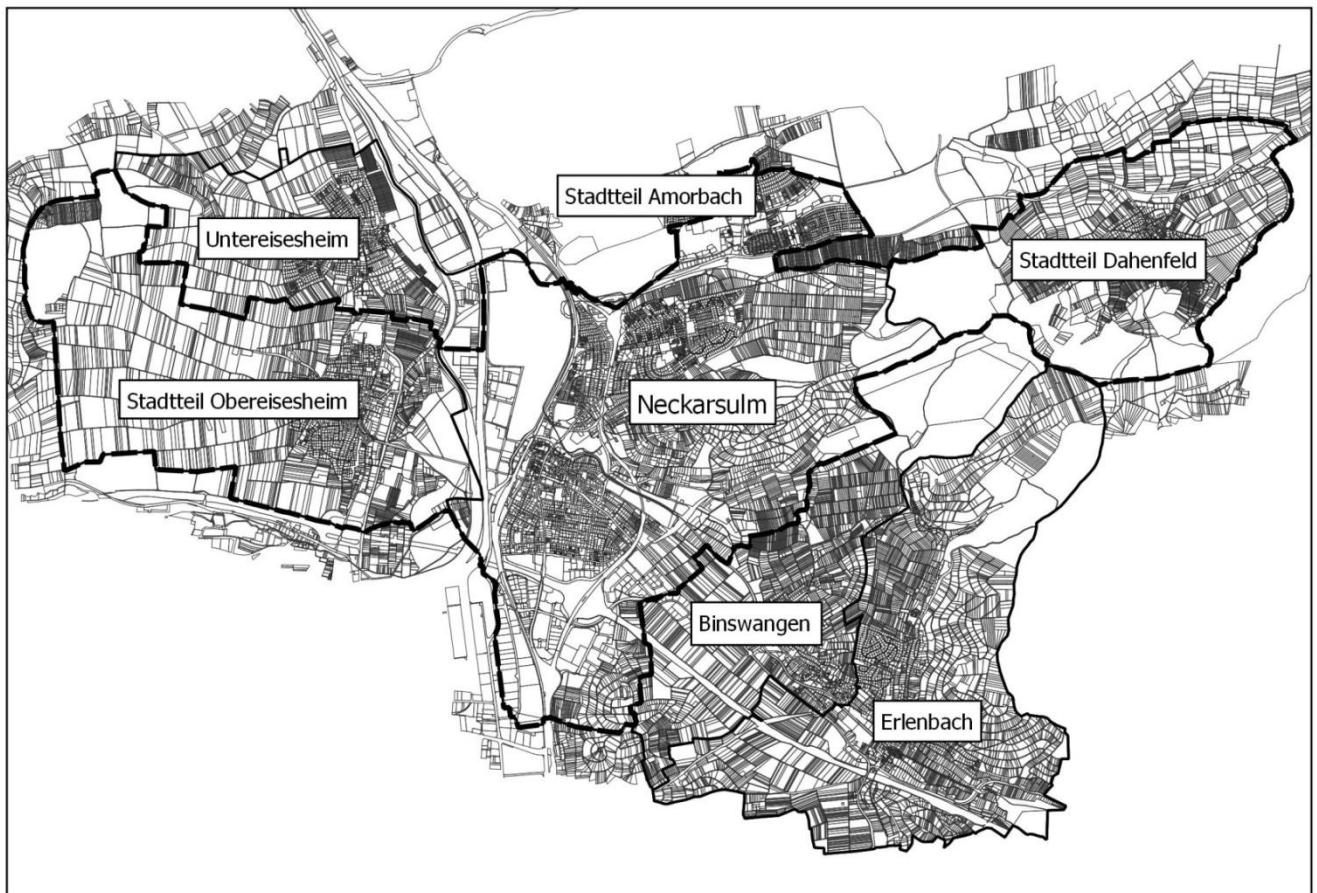 Stadtteil Amorbach
Untereisesheim
Stadtteil Dahenfeld
Stadtteil Obereisesheim
Neckarsulm
Binswangen
Erlenbach